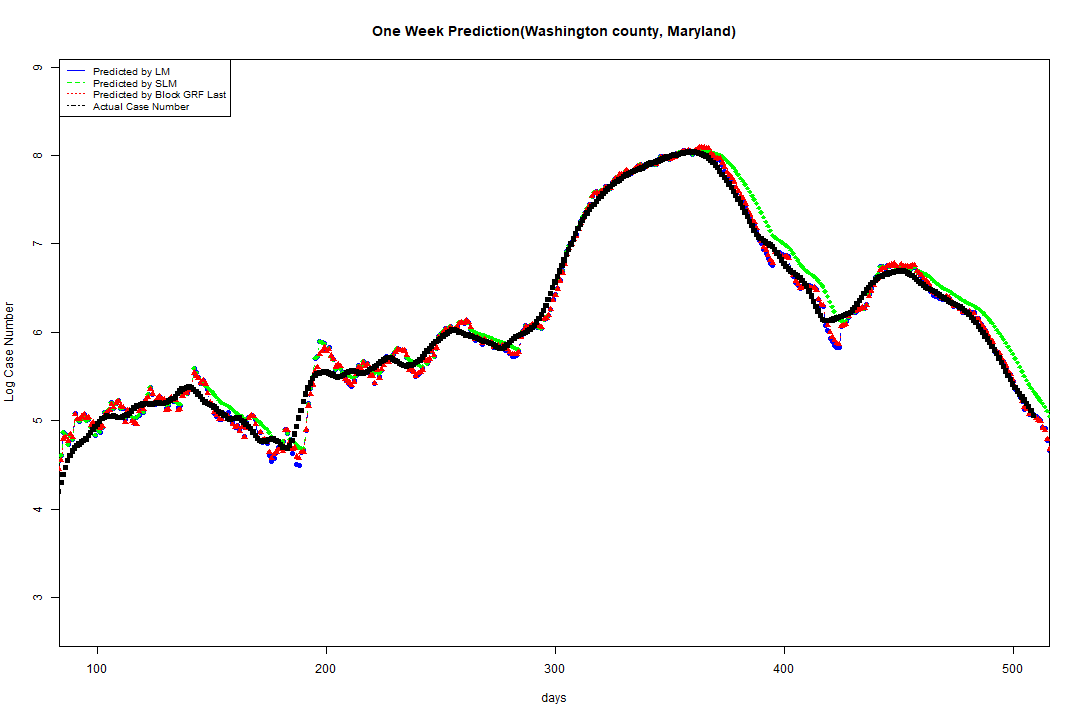 One Week Prediction(Washington county, Maryland)
Predicted by LM
Predicted by SLM
Predicted by Block GRF Last
Actual Case Number
9
8
7
6
5
4
3
Log Case Number
100 200 300 400 500
days